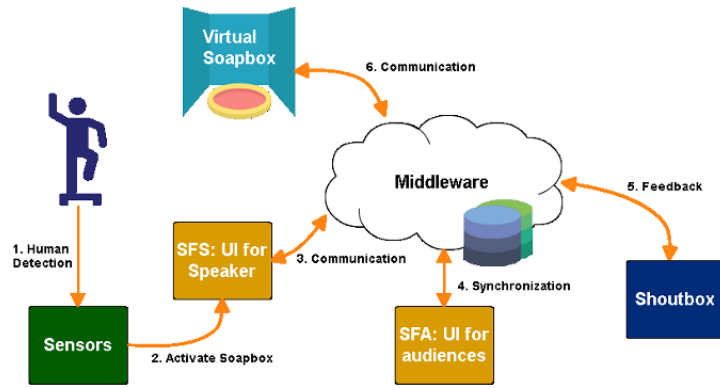 Virtual
Soapbox
6. Communication
Middleware
5. Feedback
1. Human
Detection
SFS: UI for
Speaker
3. Communication
4. Synchronization
Shoutbox
Sensors
2. Activate Soapbox
SFA: UI for
audiences